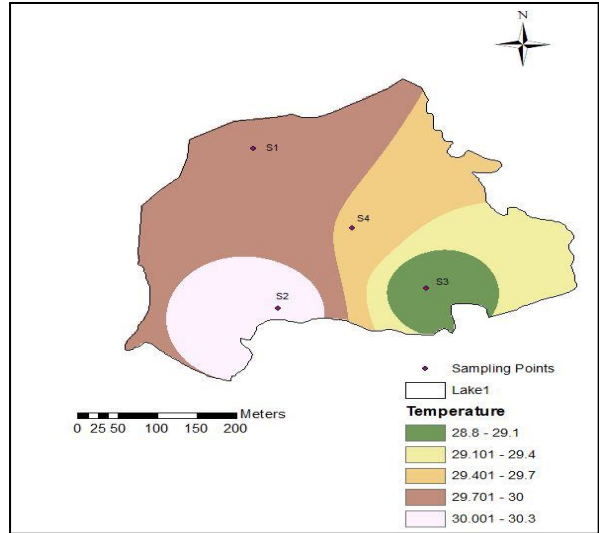 N
S1
S4
S3
S2
Sampling Points
Lake1
Meters
0 25 50 100 150 200
Temperature
28.8 - 29.1
29.101 - 29.4
29.401 - 29.7
29.701 - 30
30.001 - 30.3